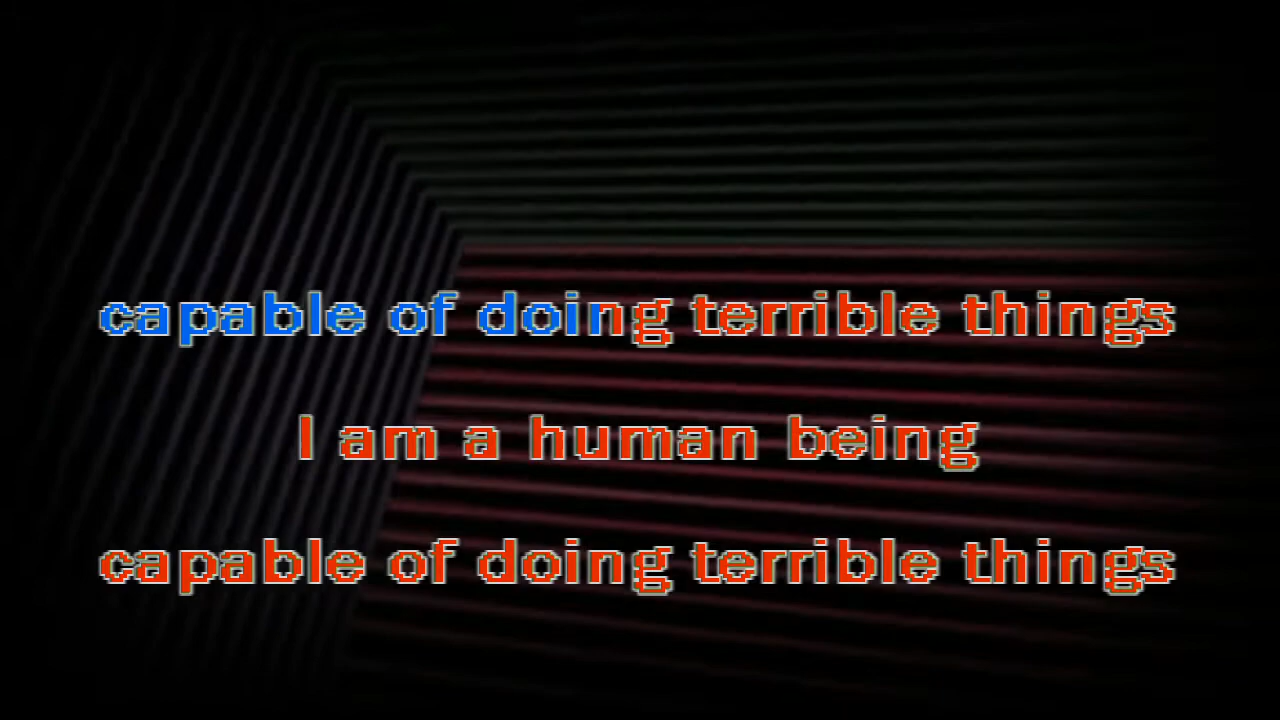 capable of doing terrible things
I am a human being
capable of doing terrible things